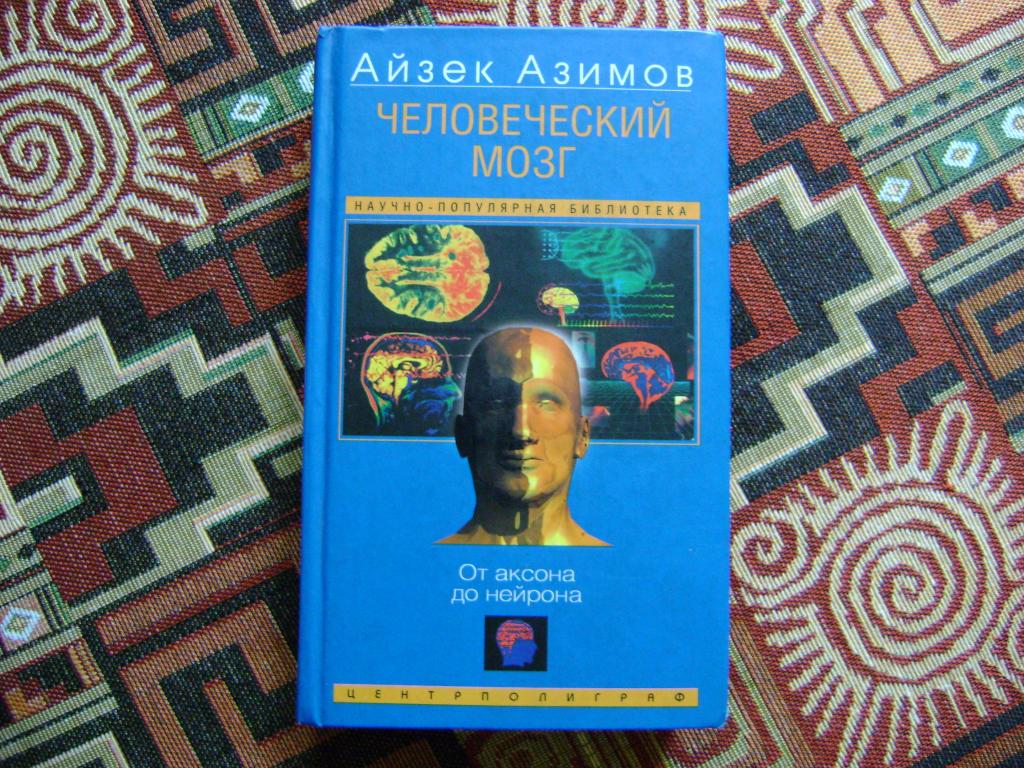 Айзек Азимов
ЧЕЛОВЕЧЕСКИЙ
МОЗГ
НАУЧНО-ПОПУЛЯРНАЯ БИБЛИОТЕКА
От аксона
до нейрона
ЦЕНТРПОЛИГРАФ